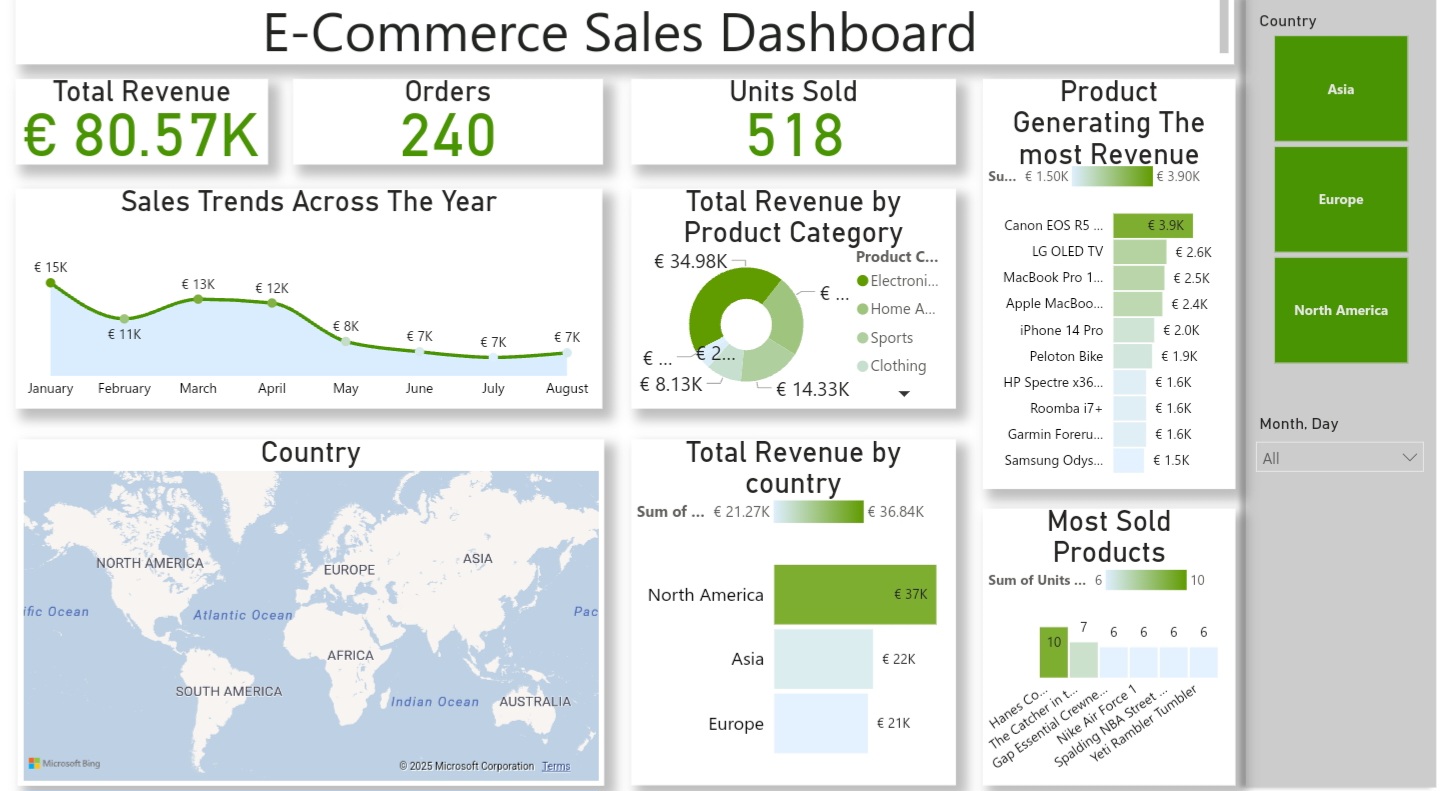 E-Commerce Sales Dashboard
Total Revenue
€ 80.57K
Orders
240
Units Sold
518
Sales Trends Across The Year
€ 15K
€ 11K
€ 13K
€ 12K
€ 8K
€ 7K
€ 7K
€ 7K
January February March April May June July August
Total Revenue by
Product Category
€ 34.98K
€ ...
€ ...
€ 2...
€ 8.13K
€ 14.33K
Product C...
Electroni...
Home A...
Sports
Clothing
Product
Generating The
most Revenue
Su... € 1.50K € 3.90K
Canon EOS R5 ... € 3.9K
LG OLED TV € 2.6K
MacBook Pro 1... € 2.5K
Apple MacBoo... € 2.4K
iPhone 14 Pro € 2.0K
Peloton Bike € 1.9K
HP Spectre x36... € 1.6K
Roomba i7+ € 1.6K
Garmin Foreru... € 1.6K
Samsung Odys... € 1.5K
Country
NORTH AMERICA
EUROPE
ASIA
ific Ocean
Atlantic Ocean
Pac
AFRICA
SOUTH AMERICA
Indian Ocean
AUSTRALIA
Microsoft Bing
© 2025 Microsoft Corporation Terms
Total Revenue by
country
Sum of ... € 21.27K € 36.84K
North America € 37K
Asia € 22K
Europe € 21K
Most Sold
Products
Sum of Units ... 6 10
10 7 6 6 6 6
Hanes Co...
The Catcher in t...
Gap Essential Crewne...
Nike Air Force 1
Spalding NBA Street ...
Yeti Rambler Tumbler
Country
Asia
Europe
North America
Month, Day
All